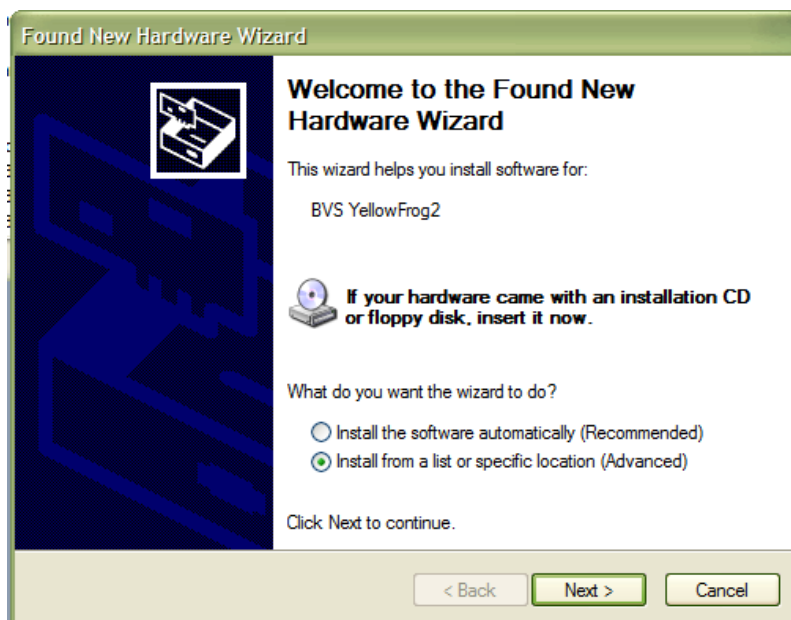 Found New Hardware Wizard
Welcome to the Found New
Hardware Wizard
This wizard helps you install software for:
BVS YellowFrog2
If your hardware came with an installation CD
or floppy disk, insert it now.
What do you want the wizard to do?
Install the software automatically (Recommended)
Install from a list or specific location (Advanced)
Click Next to continue.
< Back Next > Cancel